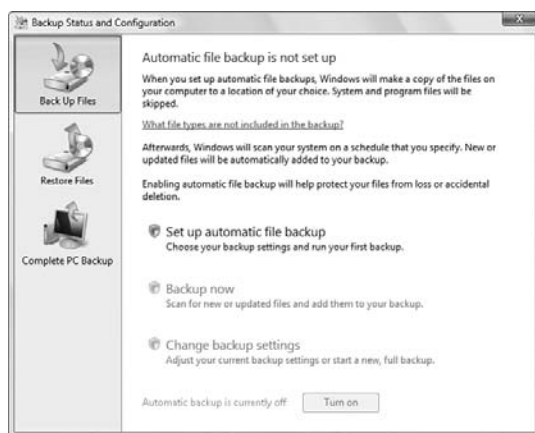 Backup Status and Configuration
Back Up Files
Restore Files
Complete PC Backup
Automatic file backup is not set up
When you set up automatic file backups, Windows will make a copy of the files on
your computer to a location of your choice. System and program files will be
skipped.
What file types are not included in the backup?
Afterwards, Windows will scan your system on a schedule that you specify. New or
updated files will be automatically added to your backup.
Enabling automatic file backup will help protect your files from loss or accidental
deletion.
Set up automatic file backup
Choose your backup settings and run your first backup.
Backup now
Scan for new or updated files and add them to your backup.
Change backup settings
Adjust your current backup settings or start a new, full backup.
Automatic backup is currently off
Turn on